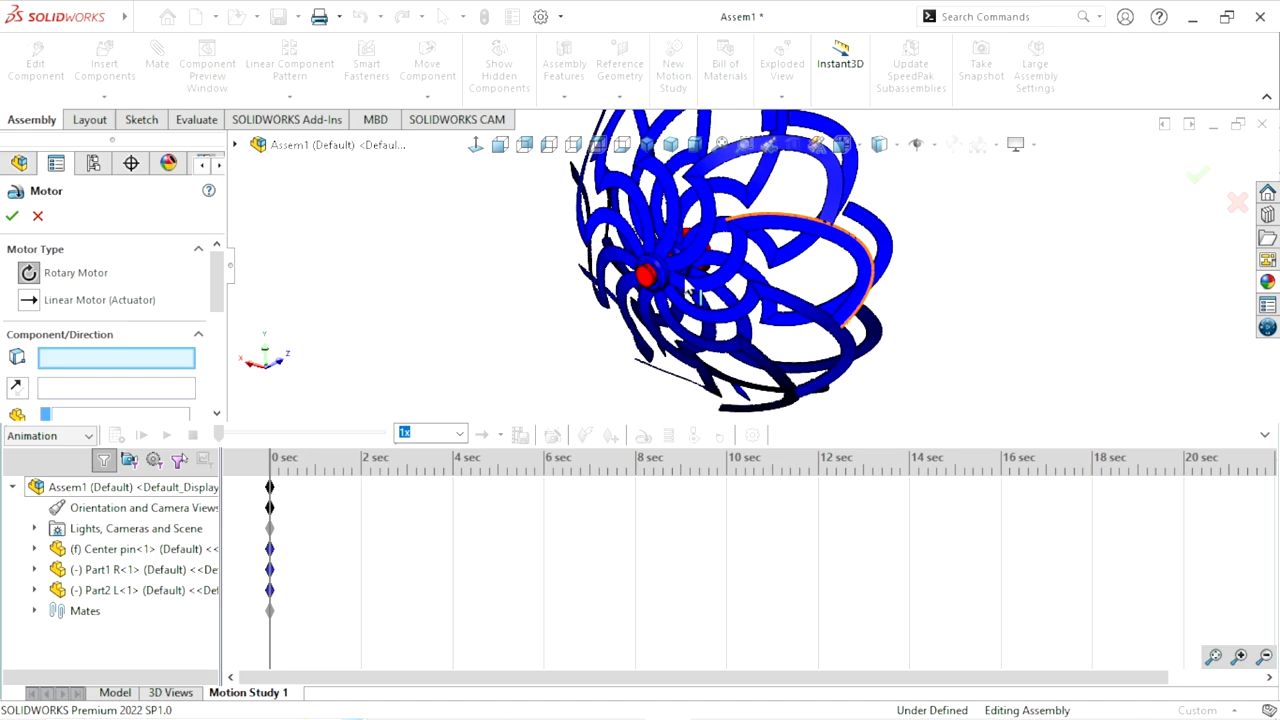 SOLIDWORKS
Assem1 *
Search Commands
Edit Component
Insert Components
Mate
Component Preview Window
Linear Component Pattern
Smart Fasteners
Move Component
Show Hidden Components
Assembly Features
Reference Geometry
New Motion Study
Bill of Materials
Exploded View
Instant3D
Update SpeedPak Subassemblies
Take Snapshot
Large Assembly Settings
Assembly Layout Sketch Evaluate SOLIDWORKS Add-Ins MBD SOLIDWORKS CAM
Assem1 (Default) <Defaul...
Motor
Motor Type
Rotary Motor
Linear Motor (Actuator)
Component/Direction
Y
X
Z
Animation
1x
0 sec 2 sec 4 sec 6 sec 8 sec 10 sec 12 sec 14 sec 16 sec 18 sec 20 sec
Assem1 (Default) <Default_Display
Orientation and Camera Views
Lights, Cameras and Scene
(f) Center pin<1> (Default) <<
(-) Part1 R<1> (Default) <<De
(-) Part2 L<1> (Default) <<Def
Mates
Model 3D Views Motion Study 1
SOLIDWORKS Premium 2022 SP1.0
Under Defined
Editing Assembly
Custom